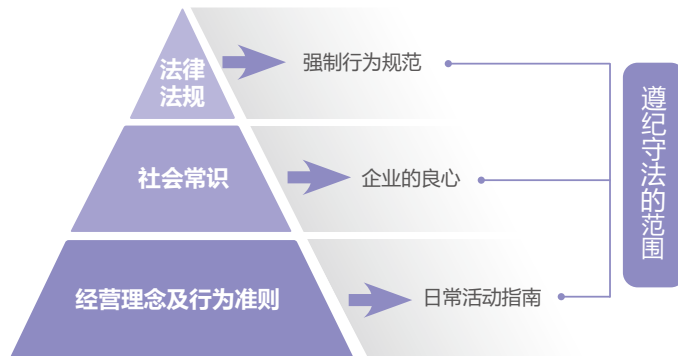 法律
法规
强制行为规范
社会常识
企业的良心
经营理念及行为准则
日常活动指南
遵纪守法的范围